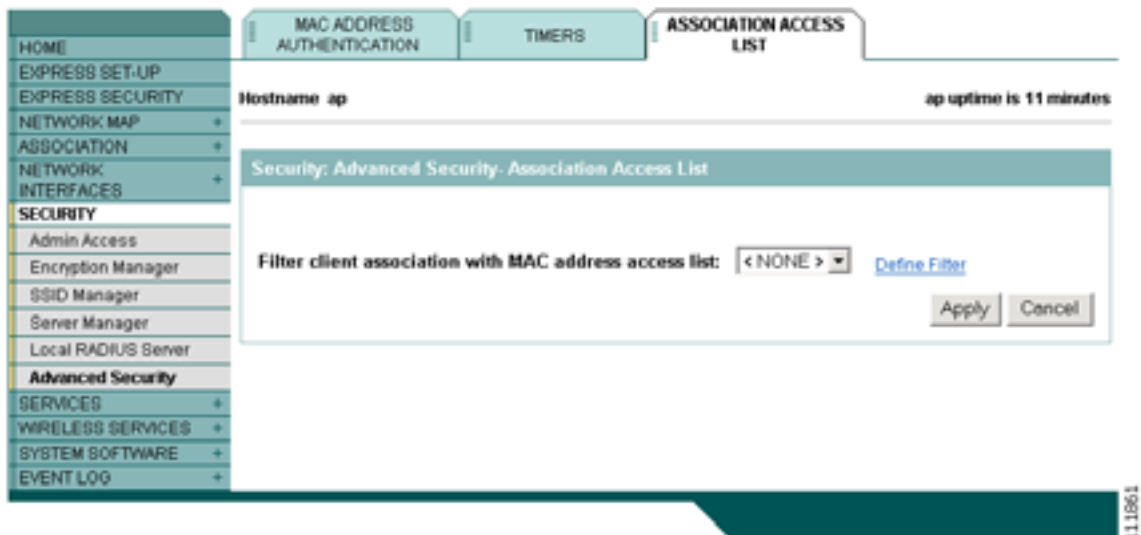 MAC ADDRESS
AUTHENTICATION
TIMERS
ASSOCIATION ACCESS
LIST
HOME
EXPRESS SET-UP
EXPRESS SECURITY
NETWORK MAP +
ASSOCIATION +
NETWORK
INTERFACES +
SECURITY
Admin Access
Encryption Manager
SSID Manager
Server Manager
Local RADIUS Server
Advanced Security
SERVICES +
WIRELESS SERVICES +
SYSTEM SOFTWARE +
EVENT LOG +
Hostname ap
ap uptime is 11 minutes
Security: Advanced Security- Association Access List
Filter client association with MAC address access list: < NONE > Define Filter
Apply Cancel
111861